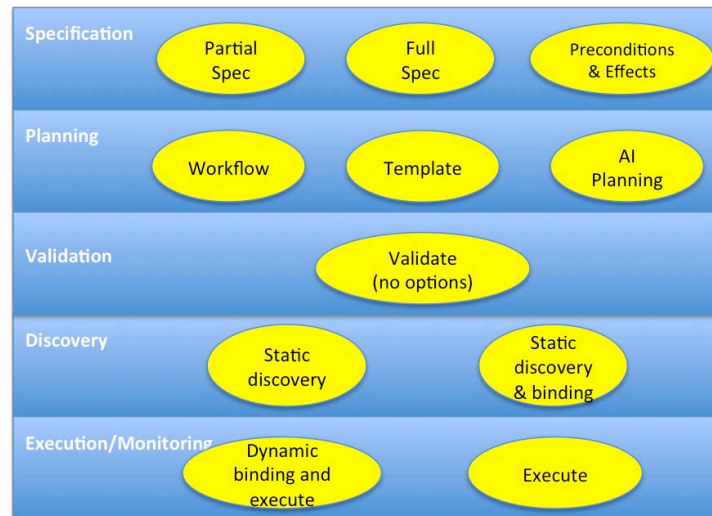 Specification
Partial
Spec
Full
Spec
Preconditions
& Effects
Planning
Workflow
Template
AI
Planning
Validation
Validate
(no options)
Discovery
Static
discovery
Static
discovery
& binding
Execution/Monitoring
Dynamic
binding and
execute
Execute